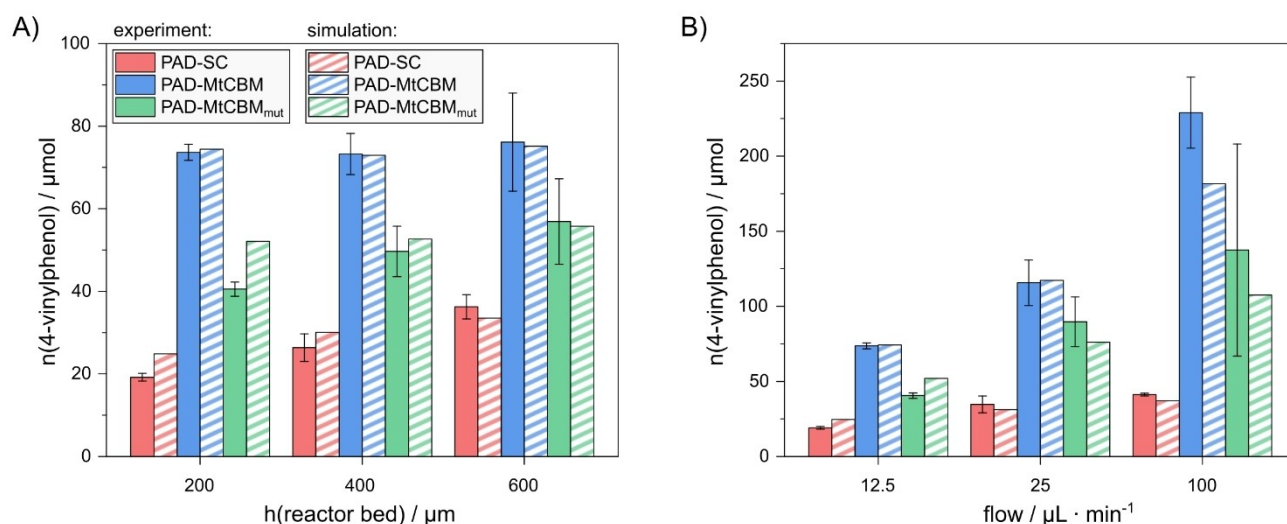 A)
experiment: simulation:
PAD-SC PAD-SC
PAD-MtCBM PAD-MtCBM
PAD-MtCBMmut PAD-MtCBMmut
n(4-vinylphenol) / µmol
100
80
60
40
20
0
200 400 600
h(reactor bed) / µm
B)
n(4-vinylphenol) / µmol
250
200
150
100
50
0
12.5 25 100
flow / µL · min⁻¹